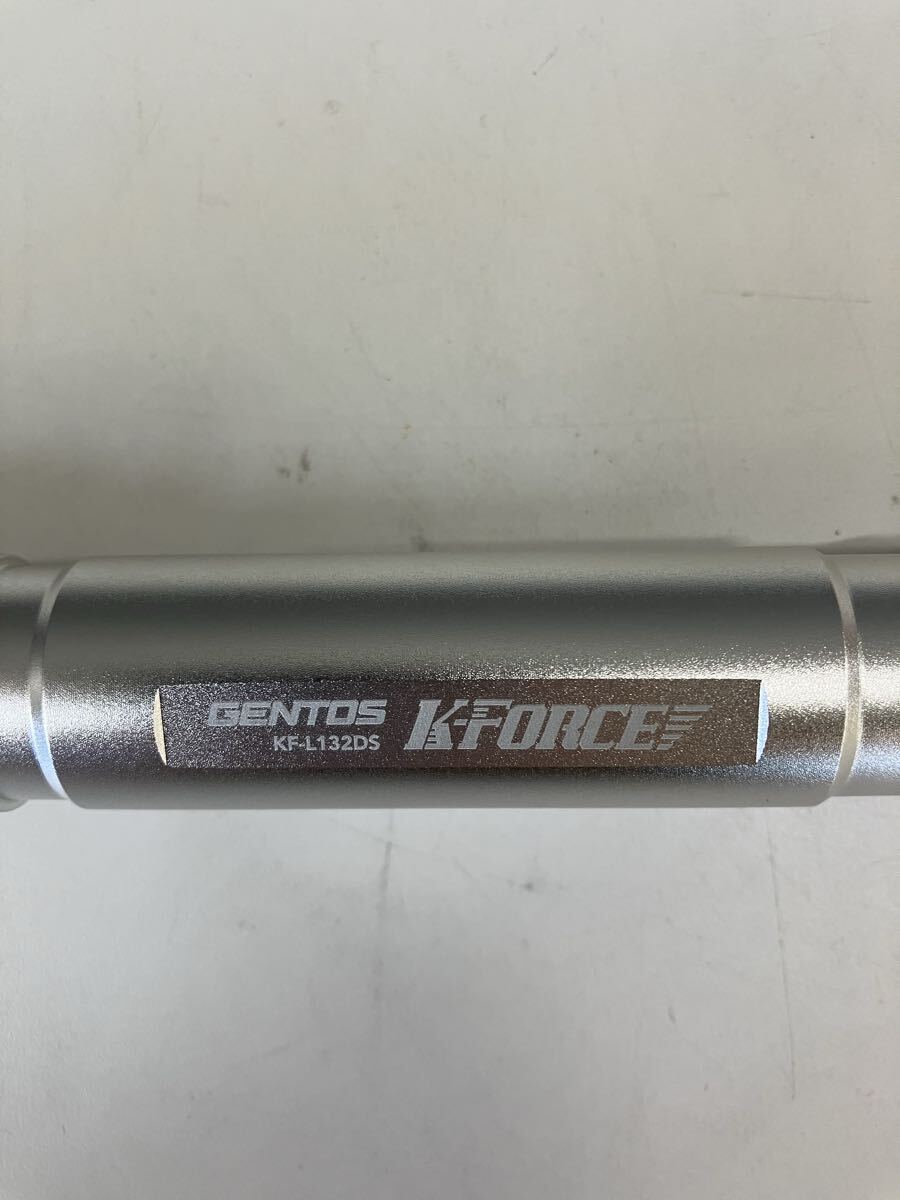 GENTOS
KF-L132DS
K-FORCE